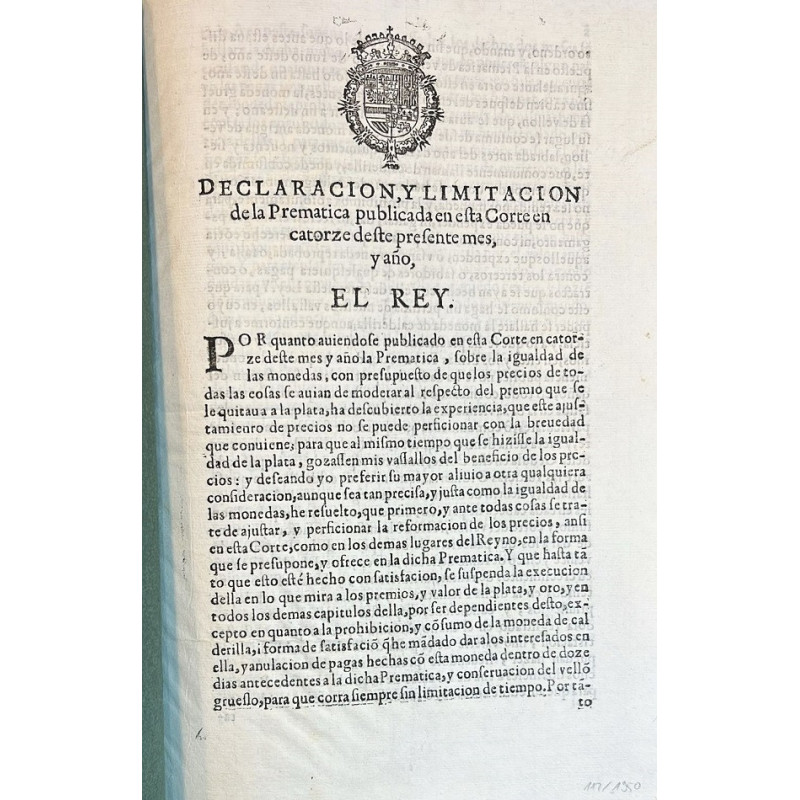 DECLARACION, Y LIMITACION
de la Prematica publicada en esta Corte en
catorze deste presente mes,
y año,
EL REY.
POR quanto auiendose publicado en esta Corte en cator-
ze deste mes y año la Prematica, sobre la igualdad de
las monedas, con presupuesto de que los precios de to-
das las cosas se auian de moderar al respecto del premio que se
le quitaua a la plata, ha descubierto la experiencia, que este ajus-
tamienro de precios no se puede perficionar con la breuedad
que conuiene, para que al mismo tiempo que se hizisse la igual-
dad de la plata, gozassen mis vassallos del beneficio de los pre-
cios: y deseando yo preferir su mayor aliuio a otra qualquiera
consideracion, aunque sea tan precisa, y justa como la igualdad de
las monedas, he resuelto, que primero, y ante todas cosas se tra-
te de ajustar, y perficionar la reformacion de los precios, ansi
en esta Corte, como en los demas lugares del Reyno, en la forma
que se presupone, y ofrece en la dicha Prematica. Y que hasta tā
to que esto esté hecho con satisfacion, se suspenda la execucion
della en lo que mira a los premios, y valor de la plata, y oro, y en
todos los demas capitulos della, por ser dependientes desto, ex-
cepto en quanto a la prohibicion, y cōsumo de la moneda de cal
derilla, i forma de satisfació q̃ he mādado dar a los interesados en
ella, y anulacion de pagas hechas cō esta moneda dentro de doze
dias antecedentes a la dicha Prematica, y conseruacion del vellō
gruesso, para que corra siempre sin limitacion de tiempo. Por tā-
to